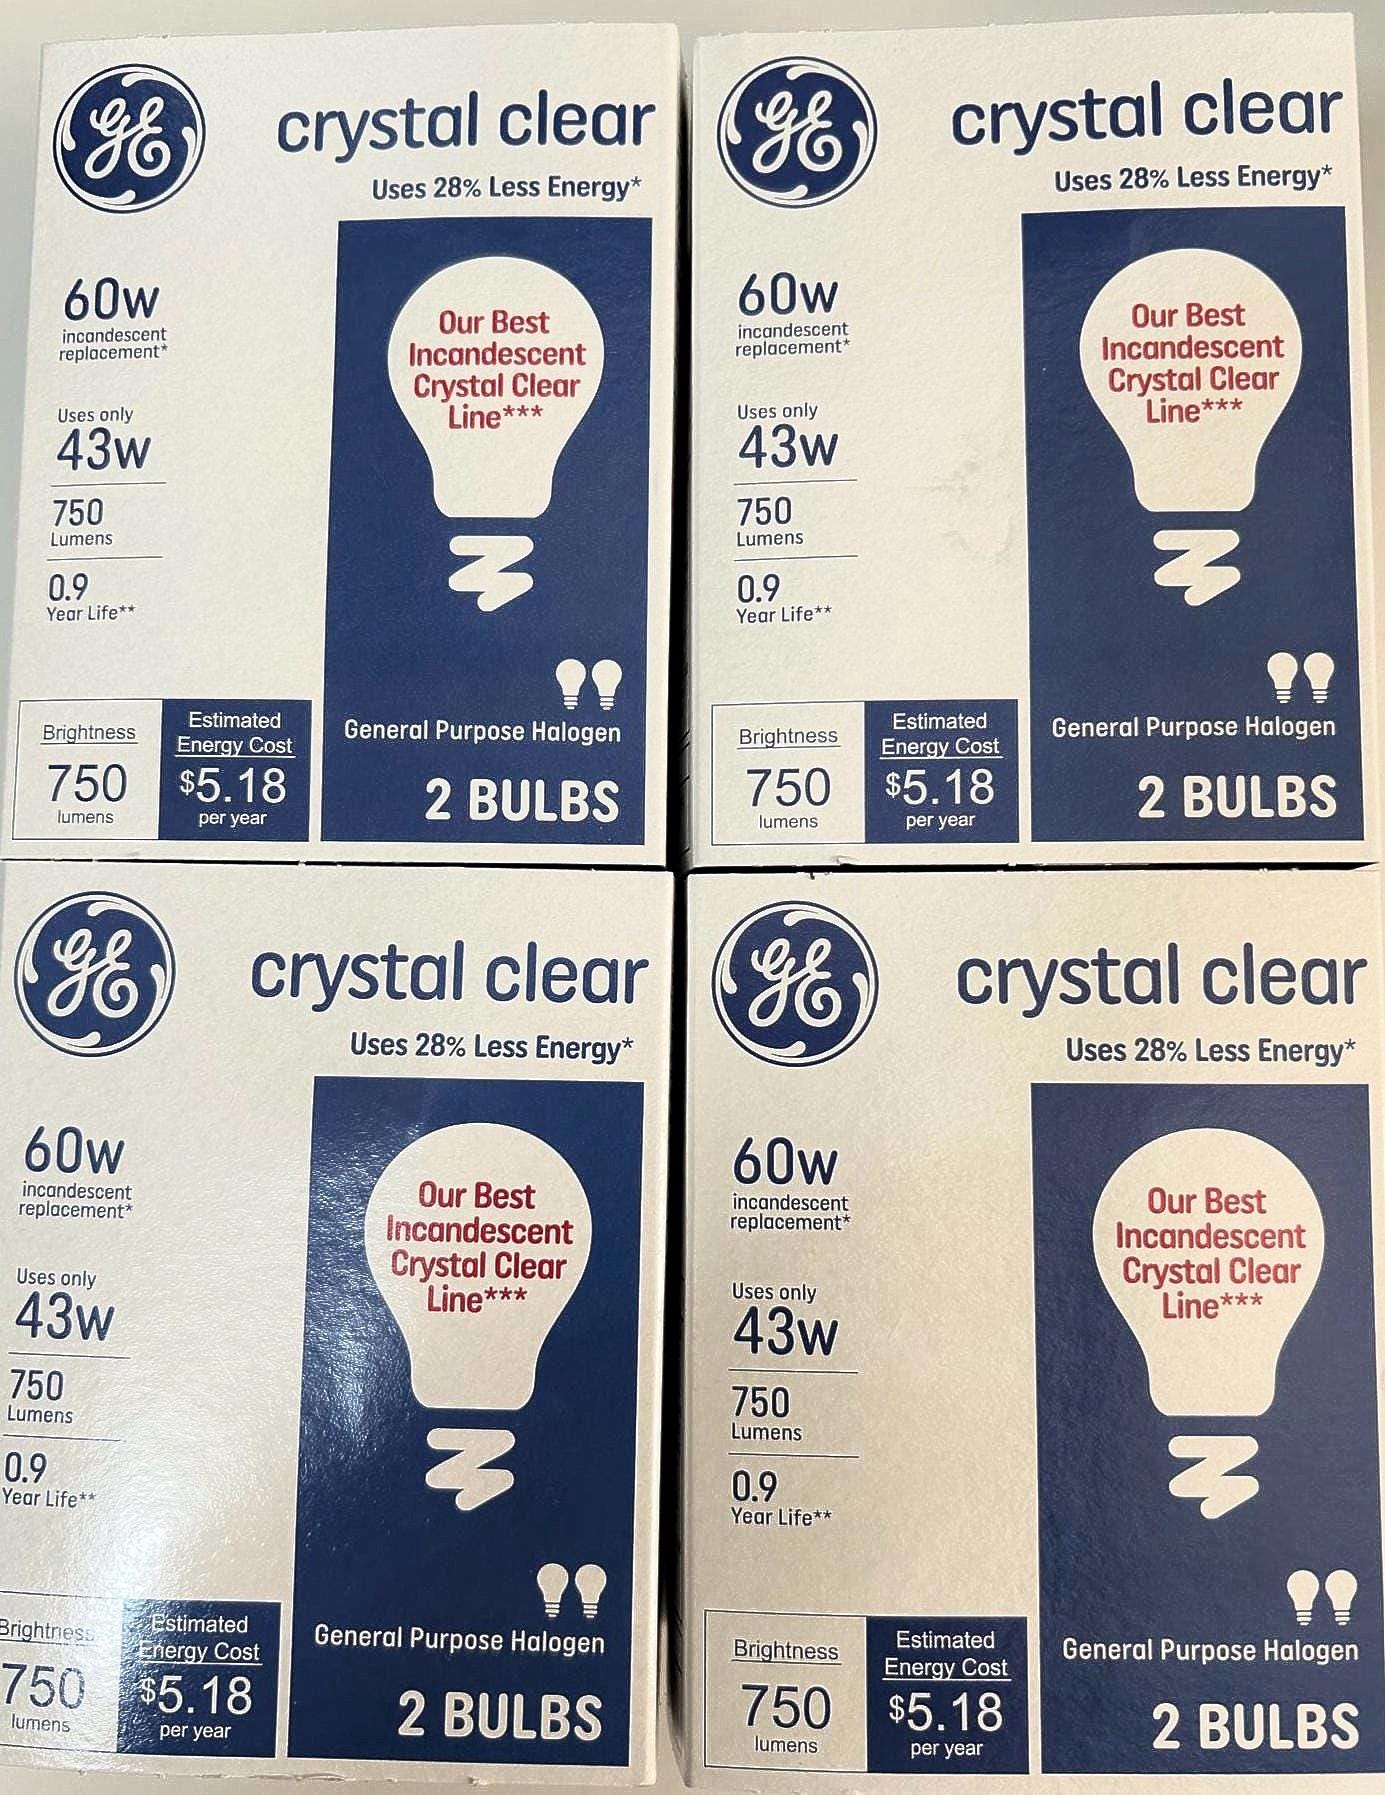 GE
crystal clear
Uses 28% Less Energy*
60w
incandescent
replacement*
Uses only
43w
750
Lumens
0.9
Year Life**
Our Best
Incandescent
Crystal Clear
Line***
Brightness
750
lumens
Estimated
Energy Cost
$5.18
per year
General Purpose Halogen
2 BULBS
GE
crystal clear
Uses 28% Less Energy*
60w
incandescent
replacement*
Uses only
43w
750
Lumens
0.9
Year Life**
Our Best
Incandescent
Crystal Clear
Line***
Brightness
750
lumens
Estimated
Energy Cost
$5.18
per year
General Purpose Halogen
2 BULBS
GE
crystal clear
Uses 28% Less Energy*
60w
incandescent
replacement*
Uses only
43w
750
Lumens
0.9
Year Life**
Our Best
Incandescent
Crystal Clear
Line***
Brightness
750
lumens
Estimated
Energy Cost
$5.18
per year
General Purpose Halogen
2 BULBS
GE
crystal clear
Uses 28% Less Energy*
60w
incandescent
replacement*
Uses only
43w
750
Lumens
0.9
Year Life**
Our Best
Incandescent
Crystal Clear
Line***
Brightness
750
lumens
Estimated
Energy Cost
$5.18
per year
General Purpose Halogen
2 BULBS